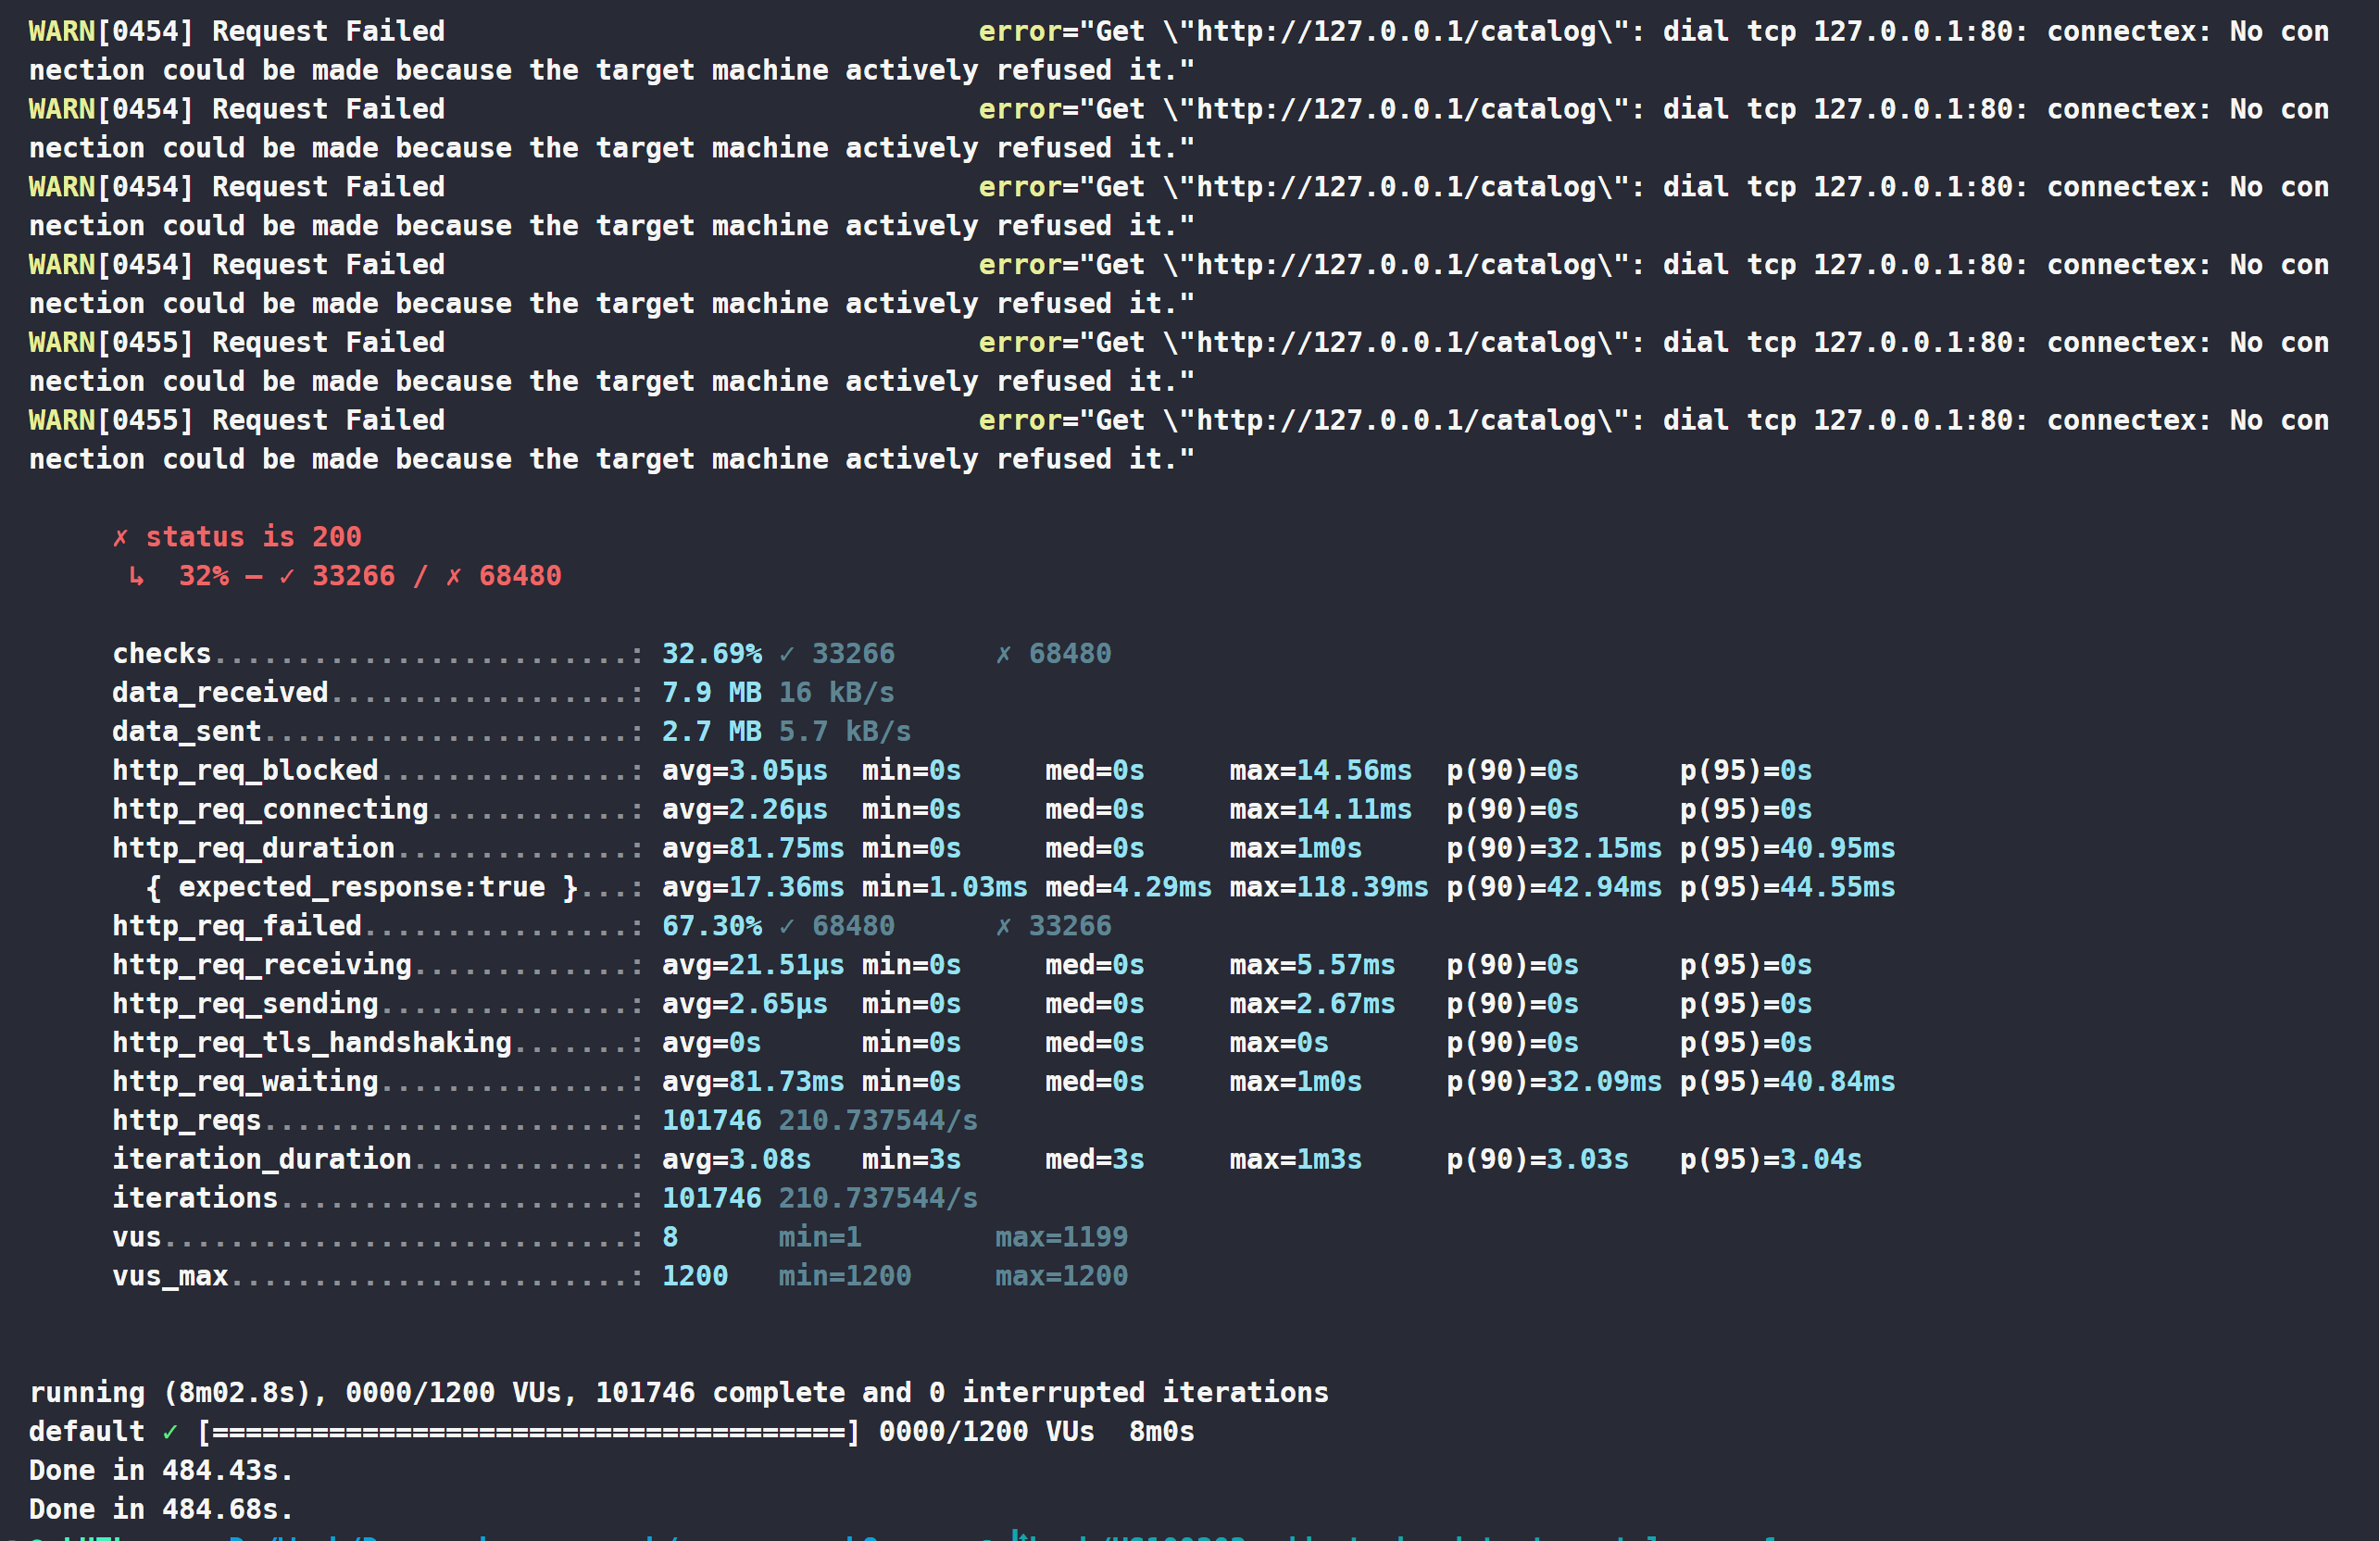 WARN[0454] Request Failed                                error="Get \"http://127.0.0.1/catalog\": dial tcp 127.0.0.1:80: connectex: No con
nection could be made because the target machine actively refused it."
WARN[0454] Request Failed                                error="Get \"http://127.0.0.1/catalog\": dial tcp 127.0.0.1:80: connectex: No con
nection could be made because the target machine actively refused it."
WARN[0454] Request Failed                                error="Get \"http://127.0.0.1/catalog\": dial tcp 127.0.0.1:80: connectex: No con
nection could be made because the target machine actively refused it."
WARN[0454] Request Failed                                error="Get \"http://127.0.0.1/catalog\": dial tcp 127.0.0.1:80: connectex: No con
nection could be made because the target machine actively refused it."
WARN[0455] Request Failed                                error="Get \"http://127.0.0.1/catalog\": dial tcp 127.0.0.1:80: connectex: No con
nection could be made because the target machine actively refused it."
WARN[0455] Request Failed                                error="Get \"http://127.0.0.1/catalog\": dial tcp 127.0.0.1:80: connectex: No con
nection could be made because the target machine actively refused it."

     ✗ status is 200
      ↳  32% — ✓ 33266 / ✗ 68480

     checks.........................: 32.69% ✓ 33266      ✗ 68480
     data_received..................: 7.9 MB 16 kB/s
     data_sent......................: 2.7 MB 5.7 kB/s
     http_req_blocked...............: avg=3.05µs  min=0s     med=0s     max=14.56ms  p(90)=0s      p(95)=0s
     http_req_connecting............: avg=2.26µs  min=0s     med=0s     max=14.11ms  p(90)=0s      p(95)=0s
     http_req_duration..............: avg=81.75ms min=0s     med=0s     max=1m0s     p(90)=32.15ms p(95)=40.95ms
       { expected_response:true }...: avg=17.36ms min=1.03ms med=4.29ms max=118.39ms p(90)=42.94ms p(95)=44.55ms
     http_req_failed................: 67.30% ✓ 68480      ✗ 33266
     http_req_receiving.............: avg=21.51µs min=0s     med=0s     max=5.57ms   p(90)=0s      p(95)=0s
     http_req_sending...............: avg=2.65µs  min=0s     med=0s     max=2.67ms   p(90)=0s      p(95)=0s
     http_req_tls_handshaking.......: avg=0s      min=0s     med=0s     max=0s       p(90)=0s      p(95)=0s
     http_req_waiting...............: avg=81.73ms min=0s     med=0s     max=1m0s     p(90)=32.09ms p(95)=40.84ms
     http_reqs......................: 101746 210.737544/s
     iteration_duration.............: avg=3.08s   min=3s     med=3s     max=1m3s     p(90)=3.03s   p(95)=3.04s
     iterations.....................: 101746 210.737544/s
     vus............................: 8      min=1        max=1199
     vus_max........................: 1200   min=1200     max=1200

running (8m02.8s), 0000/1200 VUs, 101746 complete and 0 interrupted iterations
default ✓ [======================================] 0000/1200 VUs  8m0s
Done in 484.43s.
Done in 484.68s.